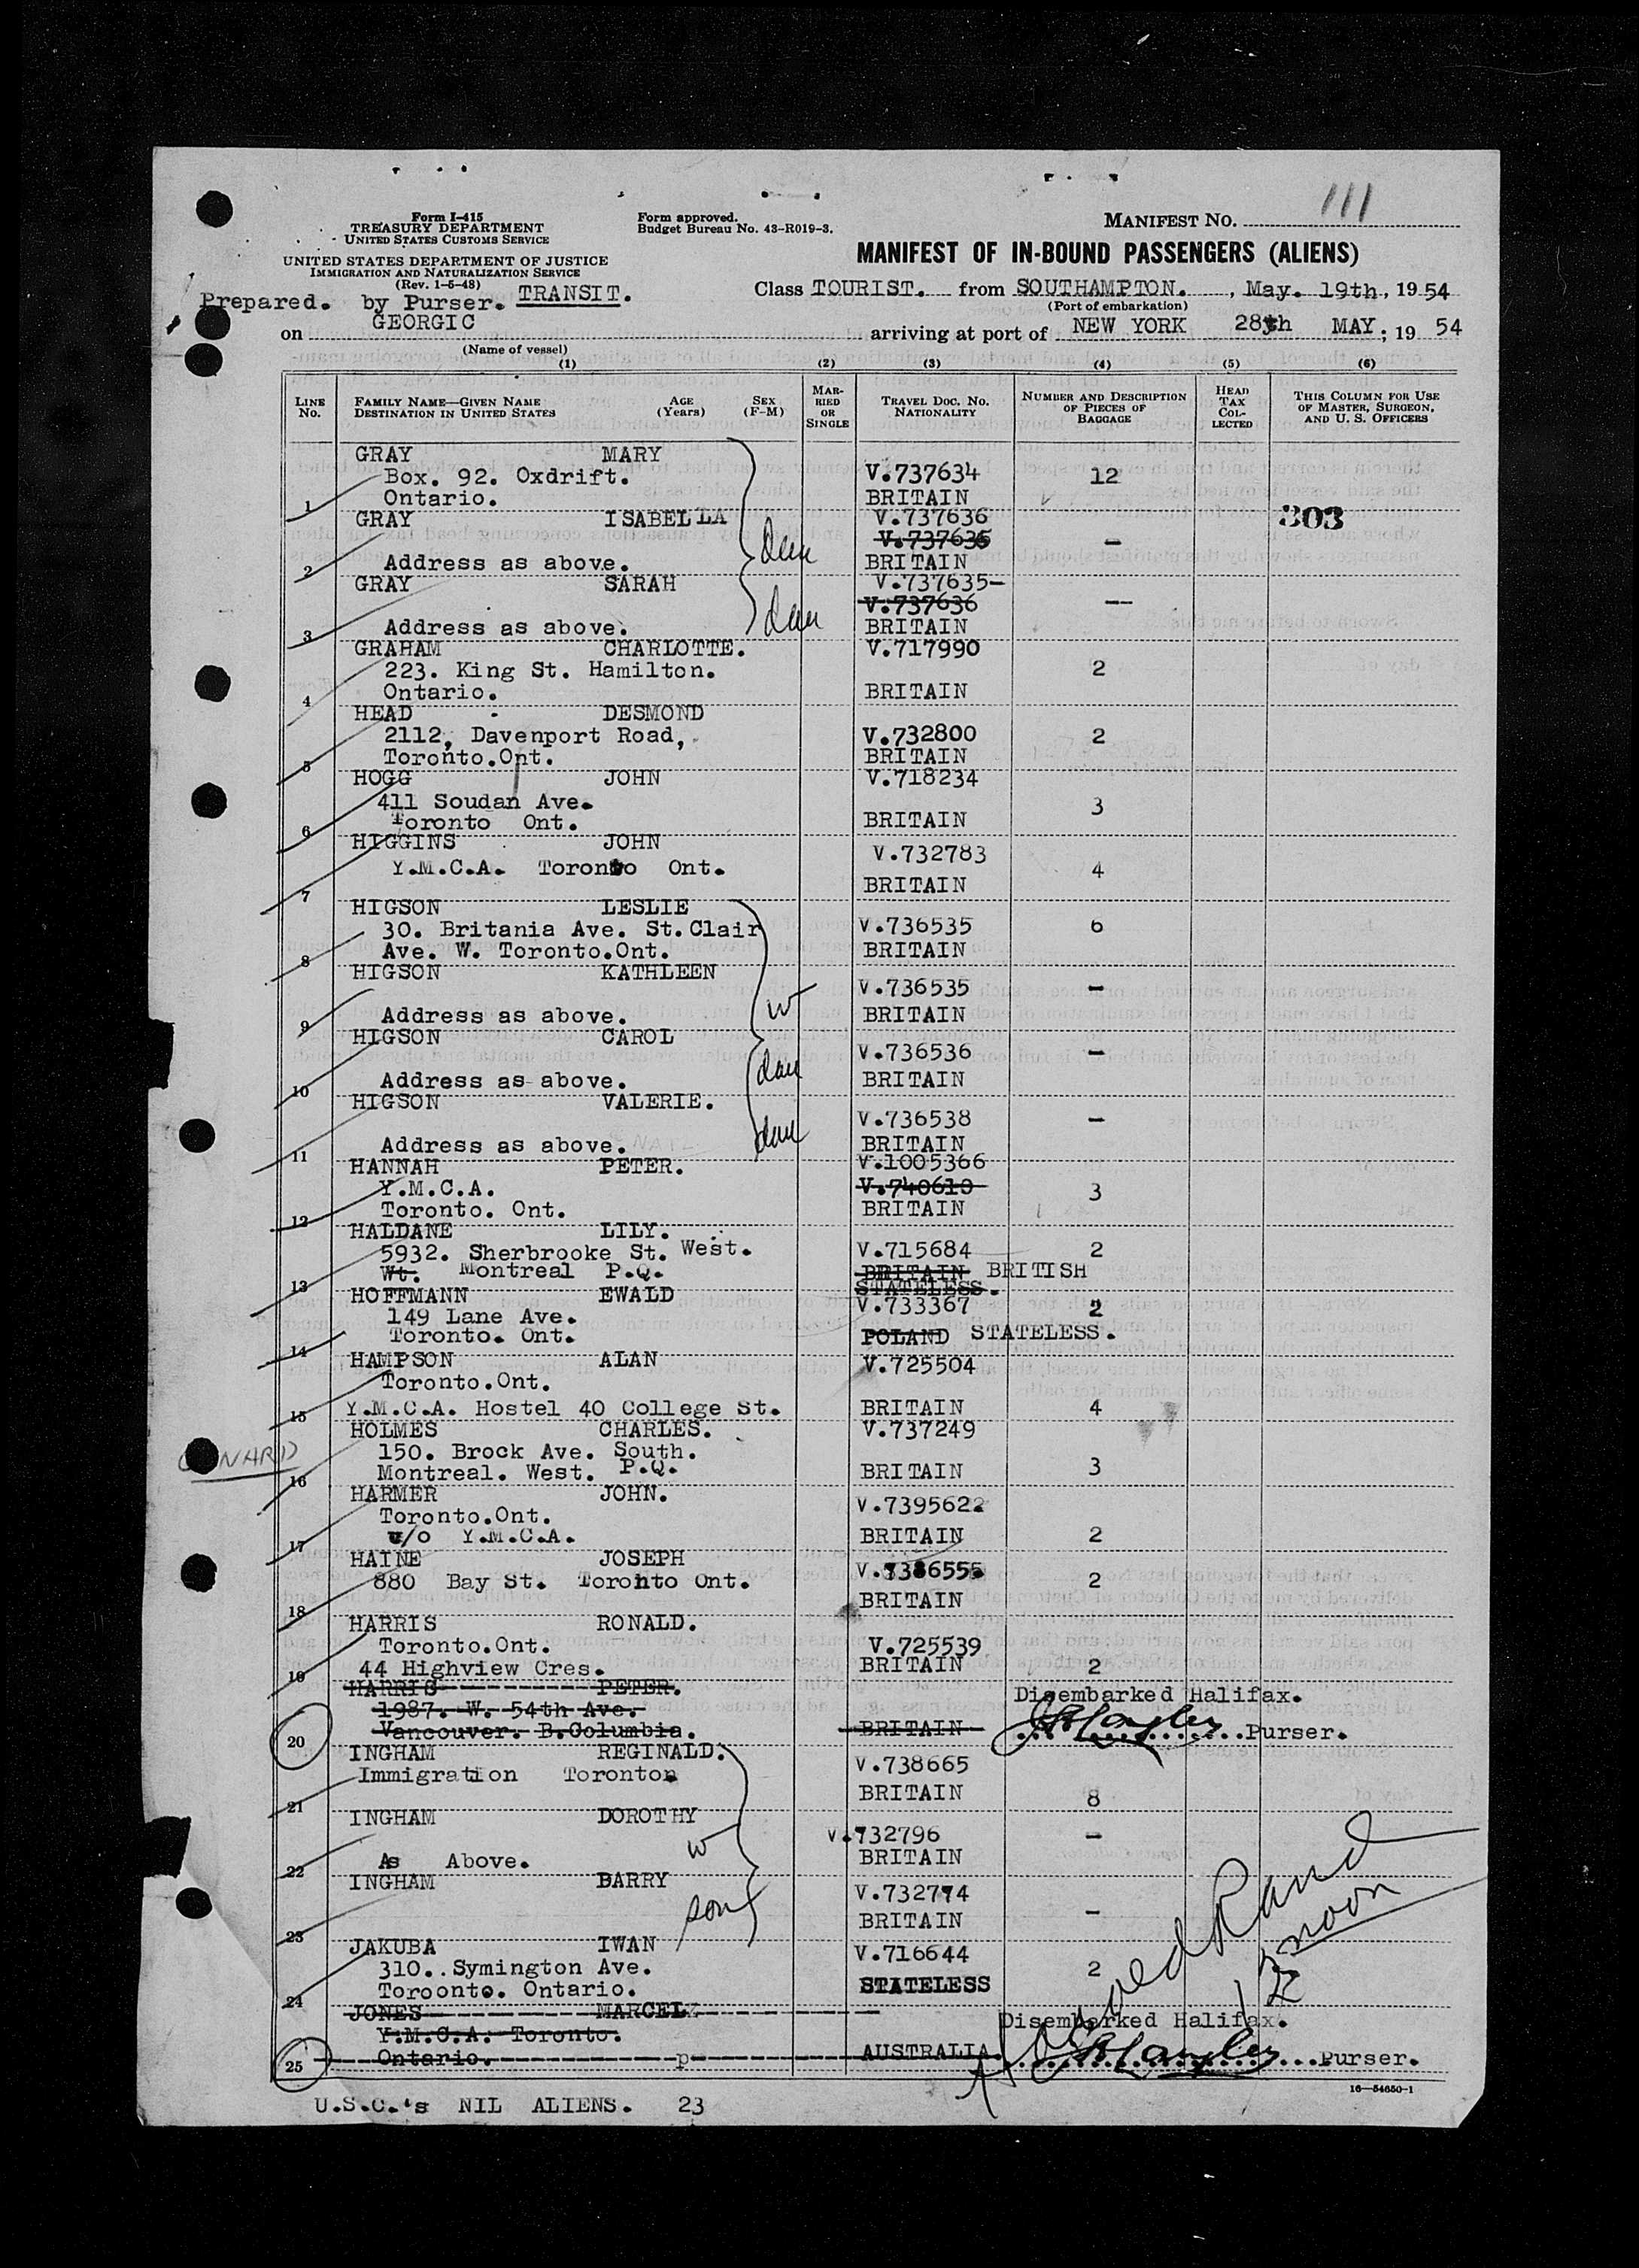 Form I-415
TREASURY DEPARTMENT
UNITED STATES CUSTOMS SERVICE
UNITED STATES DEPARTMENT OF JUSTICE
IMMIGRATION AND NATURALIZATION SERVICE
(Rev. 1-5-48)
Form approved.
Budget Bureau No. 43-R019-3.
MANIFEST NO. 111
MANIFEST OF IN-BOUND PASSENGERS (ALIENS)
Prepared. by Purser. TRANSIT.
Class TOURIST. from SOUTHAMPTON. , May. 19th, 1954
(Port of embarkation)
on GEORGIC arriving at port of NEW YORK 28th MAY; 19 54
(Name of vessel)
(1) (2) (3) (4) (5) (6)
LINE No. FAMILY NAME—GIVEN NAME DESTINATION IN UNITED STATES AGE (Years) SEX (F-M) MARRIED OR SINGLE TRAVEL DOC. NO. NATIONALITY NUMBER AND DESCRIPTION OF PIECES OF BAGGAGE HEAD TAX COLLECTED THIS COLUMN FOR USE OF MASTER, SURGEON, AND U. S. OFFICERS
GRAY MARY
Box. 92. Oxdrift. V.737634 12
1 Ontario. BRITAIN
GRAY ISABELLA V.737636 303
V.737635 —
2 Address as above. BRITAIN
GRAY SARAH V.737635—
V.737636 —
3 Address as above. BRITAIN
GRAHAM CHARLOTTE. V.717990
223. King St. Hamilton. 2
4 Ontario. BRITAIN
HEAD DESMOND
2112, Davenport Road, V.732800 2
5 Toronto.Ont. BRITAIN
HOGG JOHN V.718234
411 Soudan Ave. 3
6 Toronto Ont. BRITAIN
HIGGINS JOHN V.732783
Y.M.C.A. Toronto Ont. 4
7 BRITAIN
HIGSON LESLIE
30. Britania Ave. St.Clair V.736535 6
8 Ave. W. Toronto.Ont. BRITAIN
HIGSON KATHLEEN
V.736535 —
9 Address as above. w BRITAIN
HIGSON CAROL
V.736536 —
10 Address as above. dau BRITAIN
HIGSON VALERIE.
V.736538 —
11 Address as above. dau BRITAIN
HANNAH PETER. V.1005366
Y.M.C.A. V.740610 3
12 Toronto. Ont. BRITAIN
HALDANE LILY.
5932. Sherbrooke St. West. V.715684 2
13 Wt. Montreal P.Q. BRITAIN BRITISH
STATELESS.
HOFFMANN EWALD V.733367 2
149 Lane Ave.
14 Toronto. Ont. POLAND STATELESS.
HAMPSON ALAN V.725504
Toronto.Ont.
15 Y.M.C.A. Hostel 40 College St. BRITAIN 4
HOLMES CHARLES. V.737249
150. Brock Ave. South.
CUNARD
16 Montreal. West. P.Q. BRITAIN 3
HARMER JOHN.
Toronto.Ont. V.739562
17 c/o Y.M.C.A. BRITAIN 2
HAINE JOSEPH
880 Bay St. Toronto Ont. 2
18 BRITAIN
HARRIS RONALD.
Toronto.Ont. V.725539
19 44 Highview Cres. BRITAIN 2
HARRIS PETER. Disembarked Halifax.
1987. W. 54th Ave.
20 Vancouver. B.Columbia. BRITAIN Purser.
INGHAM REGINALD. V.738665
Immigration Toronto
21 BRITAIN 8
INGHAM DOROTHY
w V.732796 —
22 As Above. BRITAIN
INGHAM BARRY
son V.732774
23 BRITAIN —
JAKUBA IWAN V.716644
310.. Symington Ave. 2
24 Toroonto. Ontario. STATELESS
JONES MARCEL
Y.M.C.A. Toronto. Disembarked Halifax.
25 Ontario. p AUSTRALIA Purser.
noon
16—54650-1
U.S.C.'s NIL ALIENS. 23